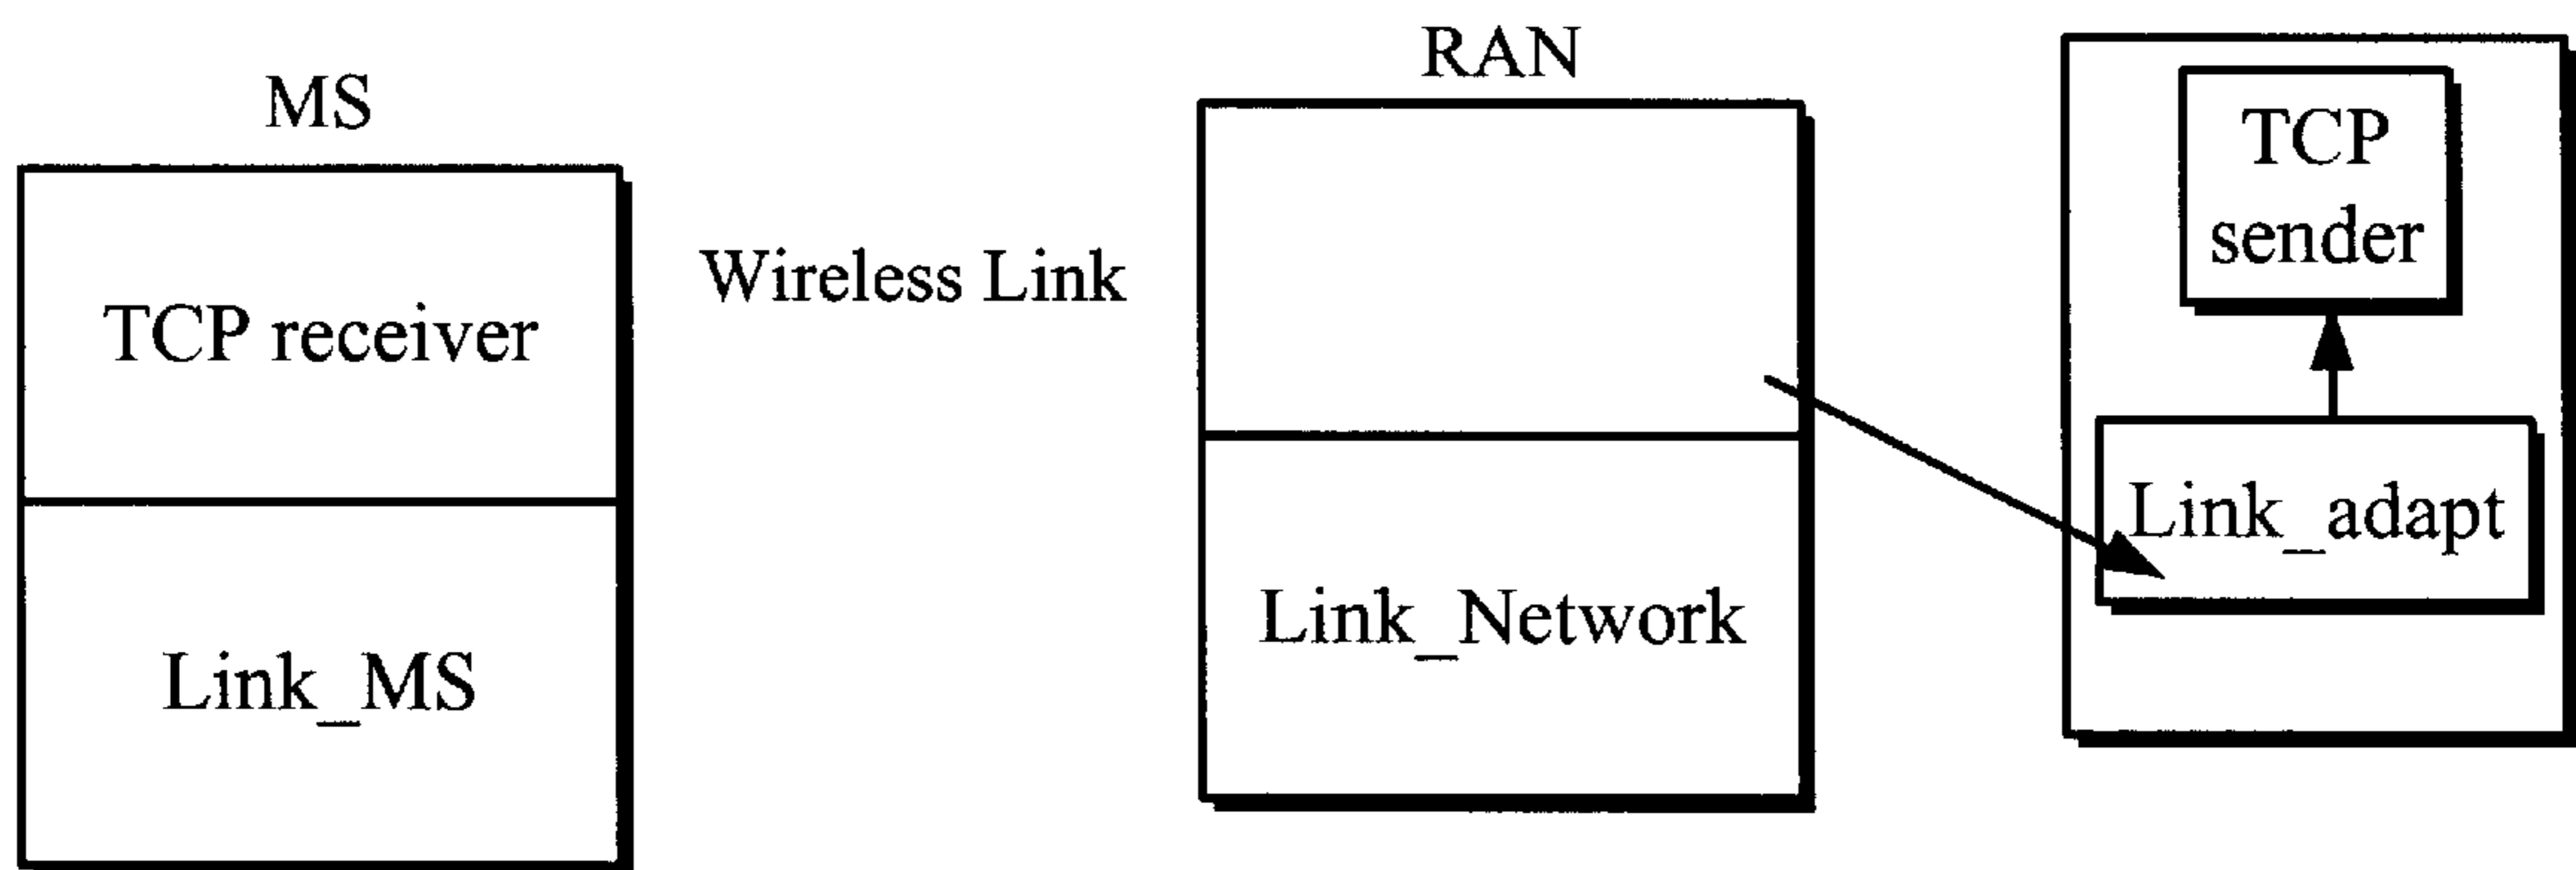 MS
TCP receiver
Link_MS
Wireless Link
RAN
Link_Network
TCP
sender
Link_adapt